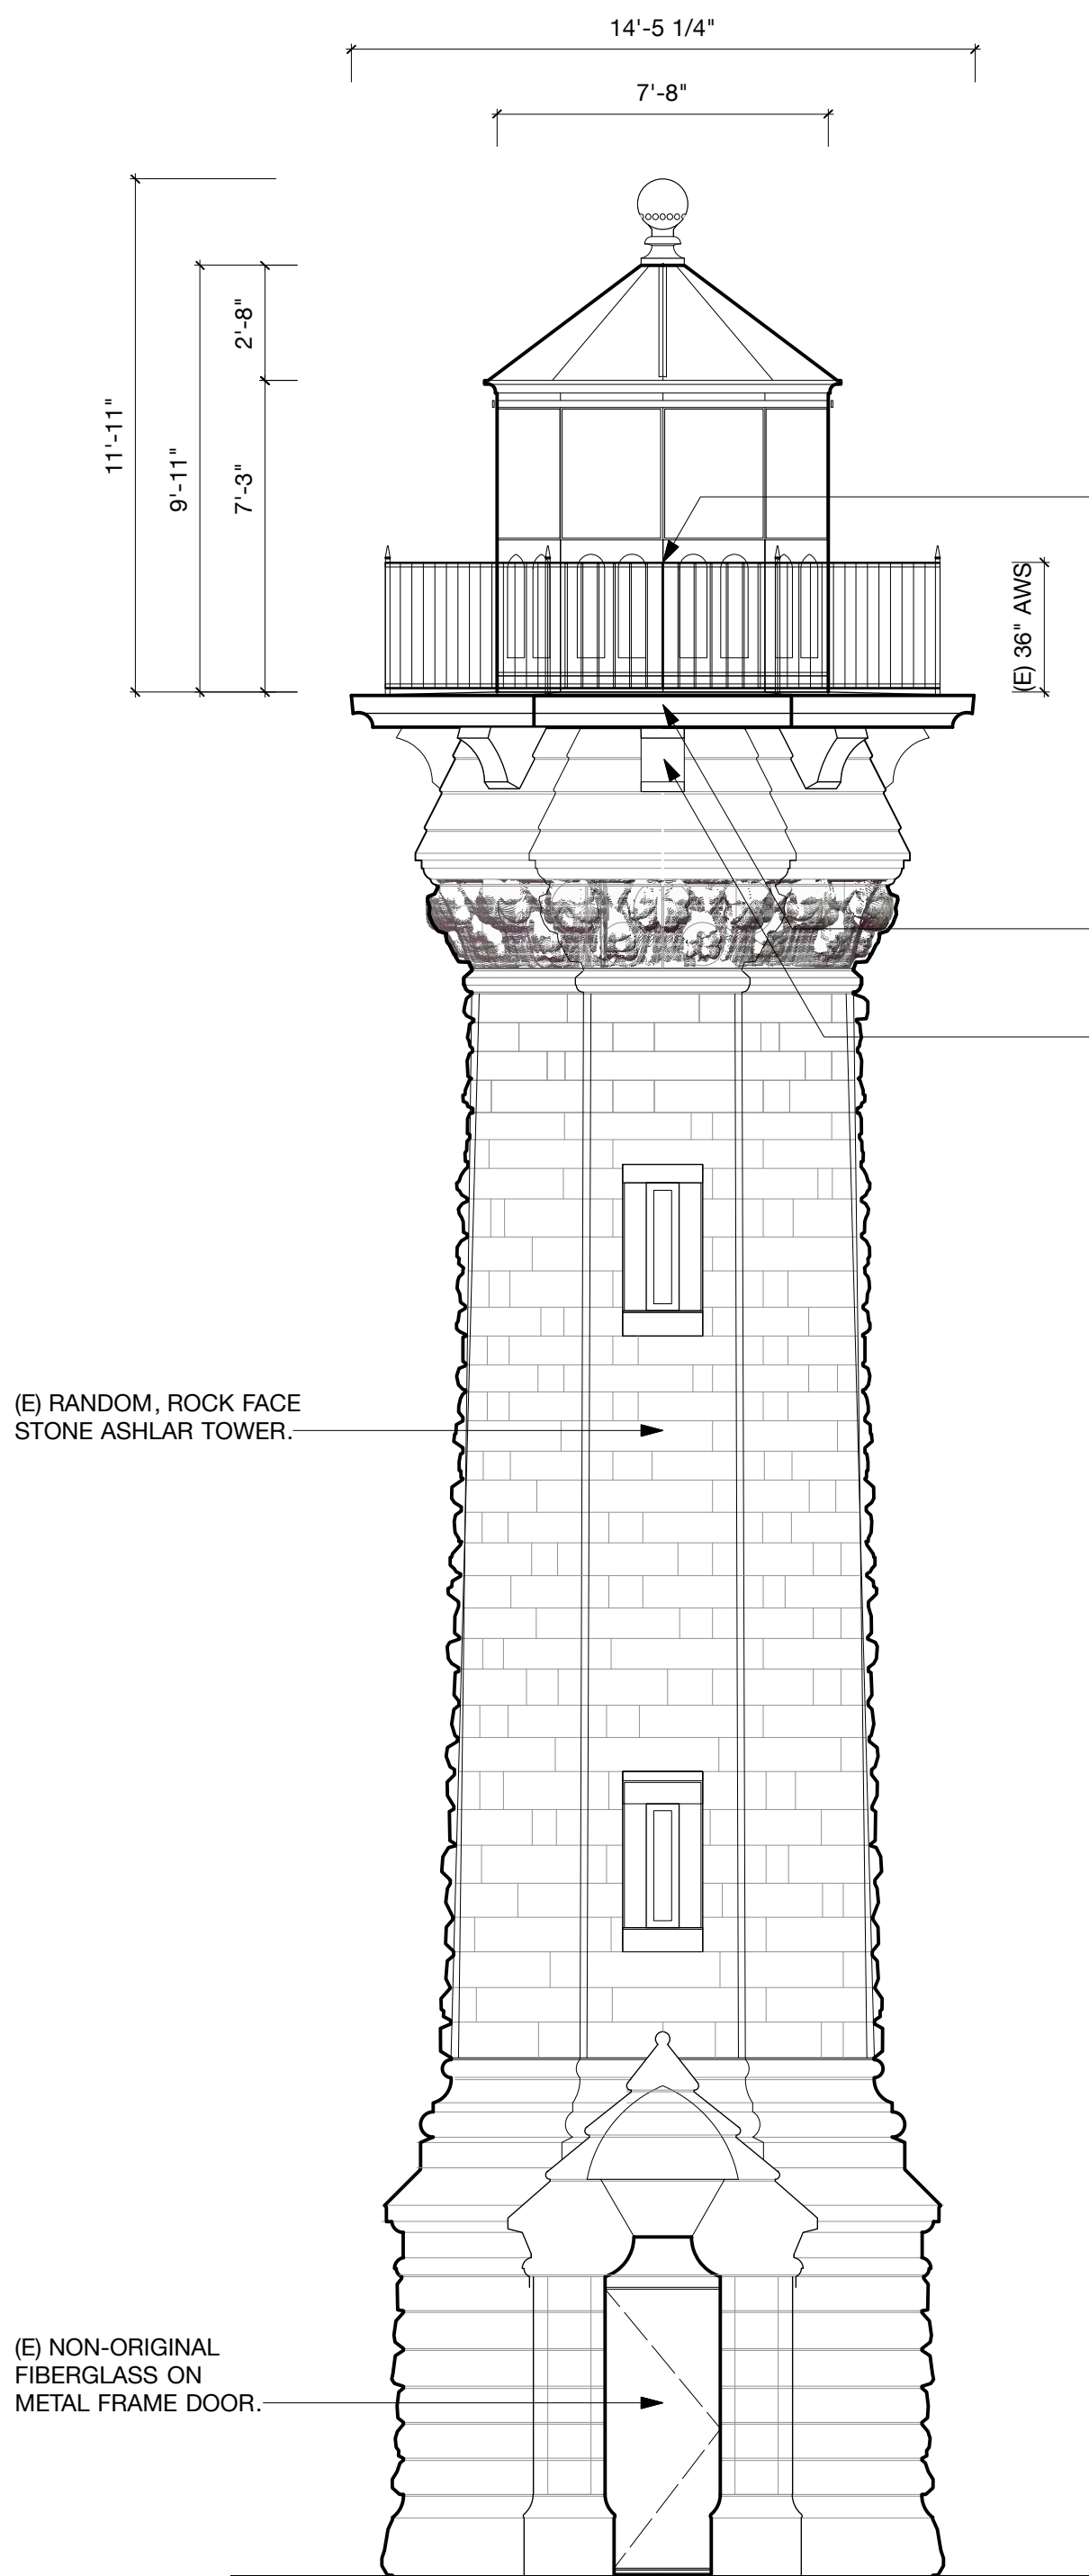 14'-5 1/4"
7'-8"
2'-8"
11'-11"
9'-11"
7'-3"
(E) 36" AWS
(E) RANDOM, ROCK FACE
STONE ASHLAR TOWER.
(E) NON-ORIGINAL
FIBERGLASS ON
METAL FRAME DOOR.